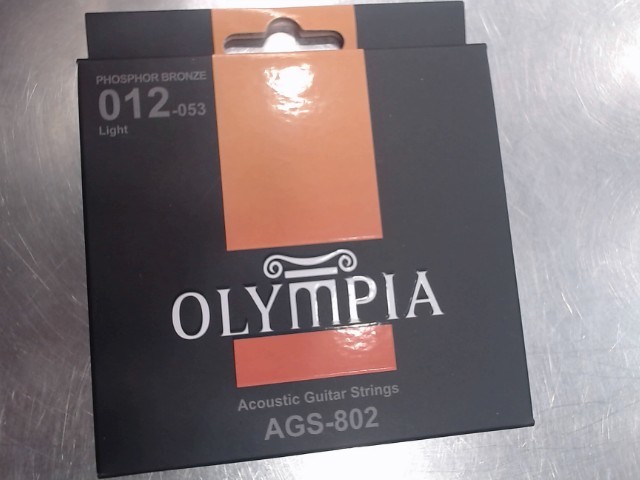 PHOSPHOR BRONZE
012-053
Light
OLYMPIA
Acoustic Guitar Strings
AGS-802